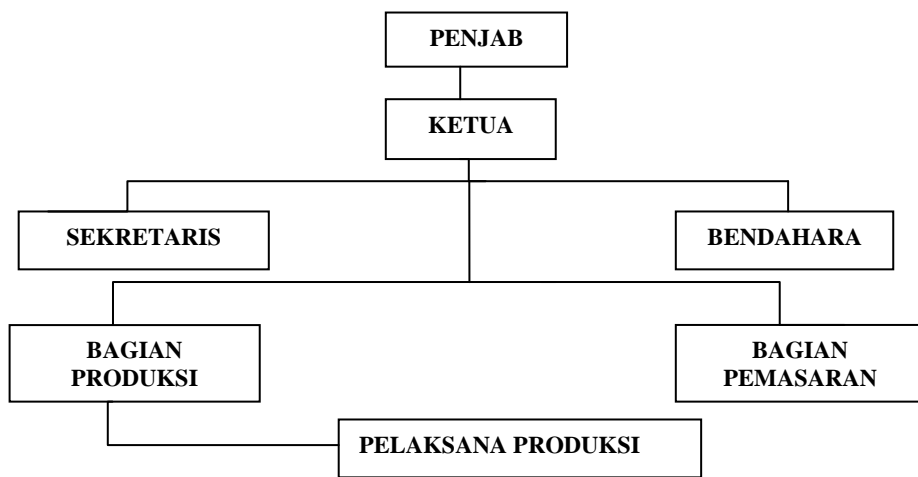 PENJAB
KETUA
SEKRETARIS
BENDAHARA
BAGIAN
PRODUKSI
BAGIAN
PEMASARAN
PELAKSANA PRODUKSI